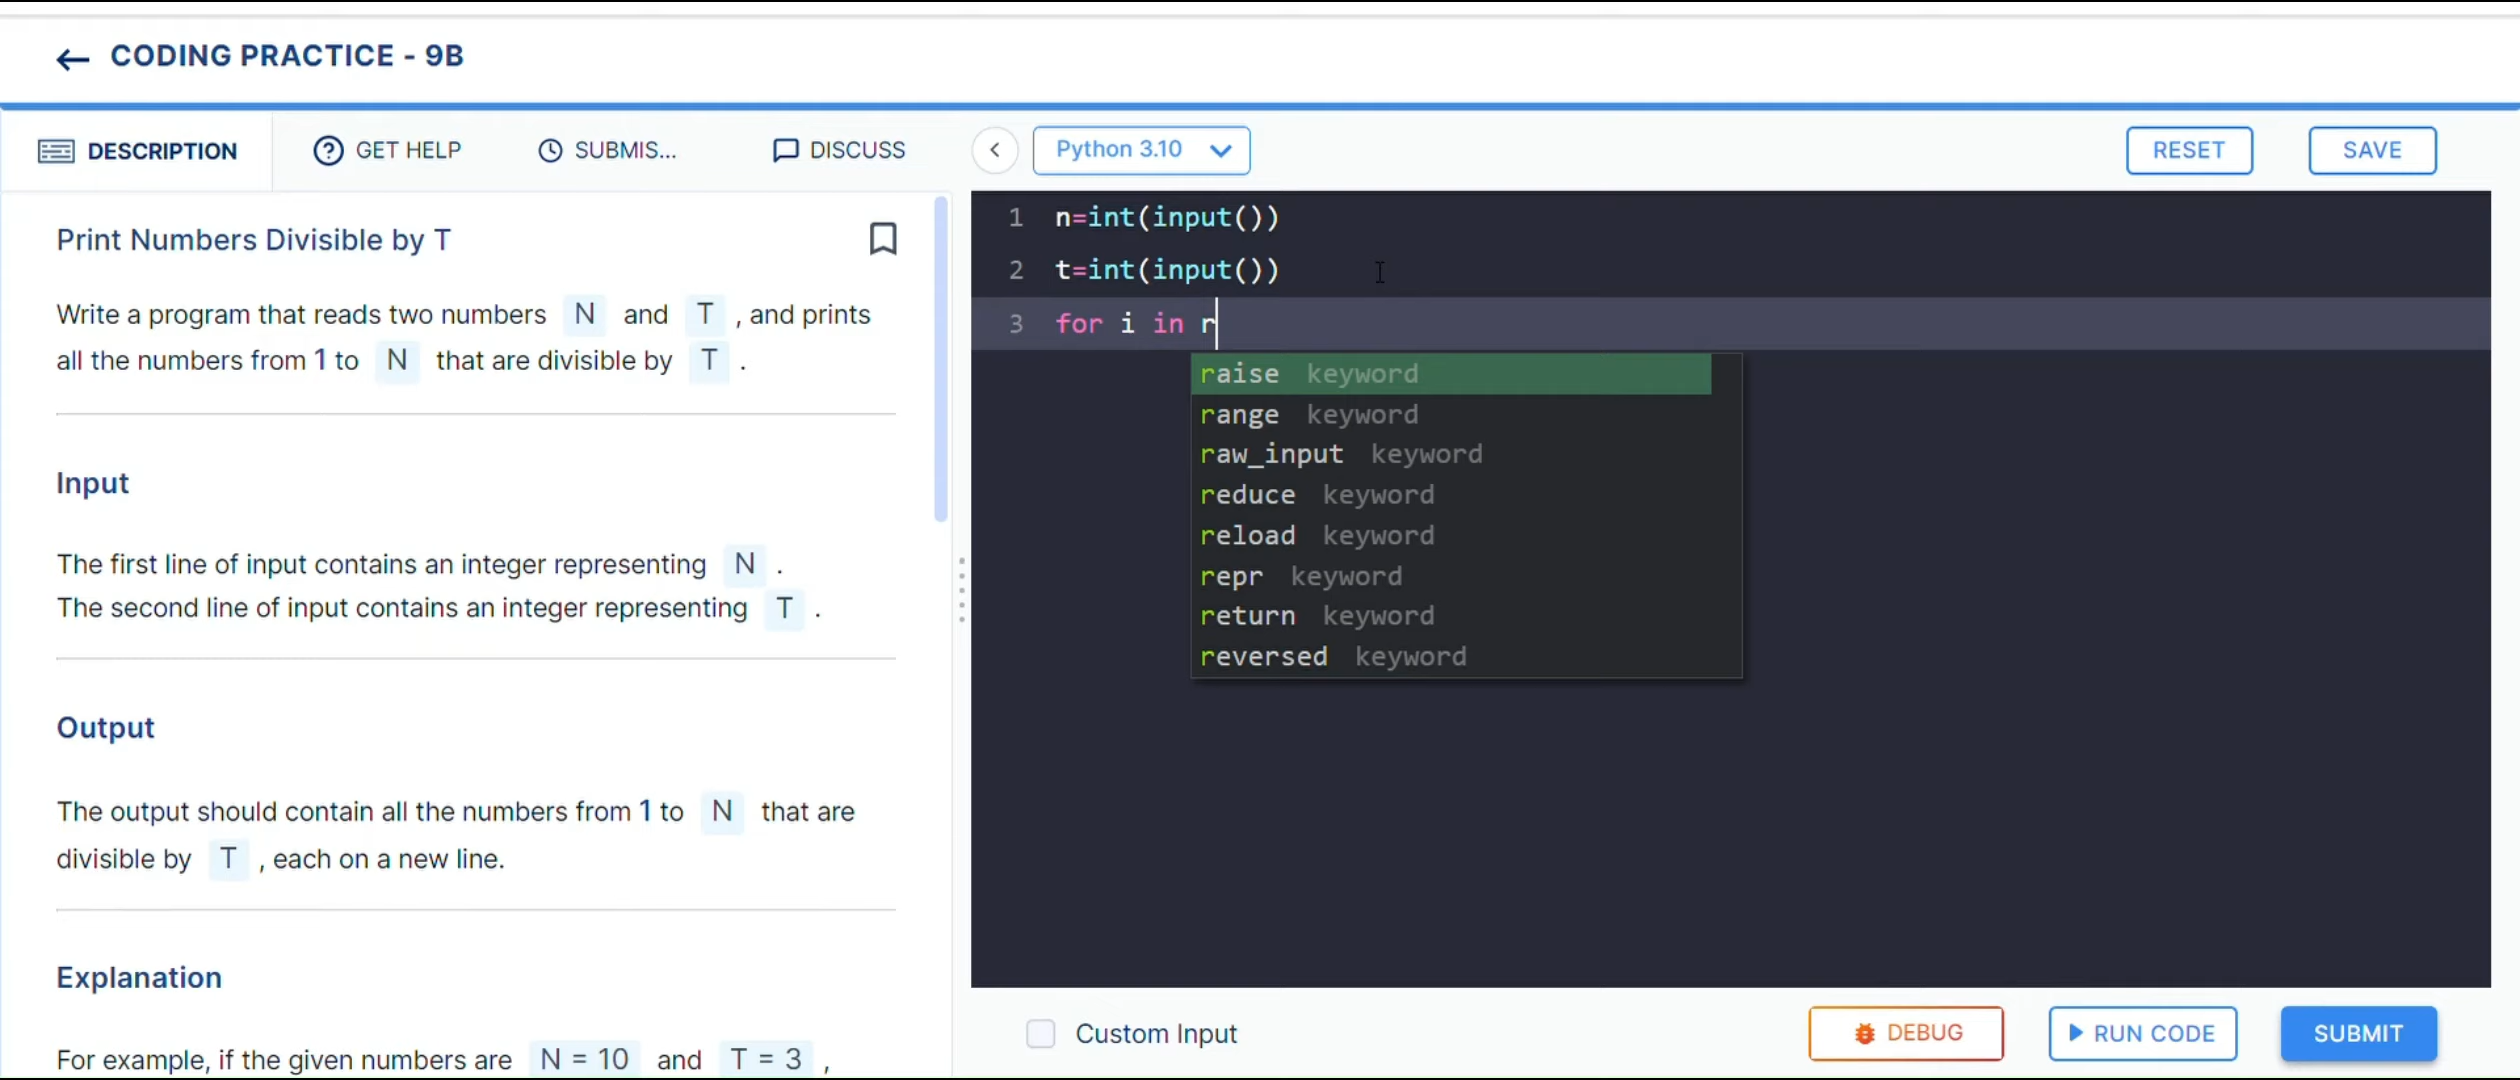 CODING PRACTICE - 9B
DESCRIPTION
GET HELP
SUBMIS...
DISCUSS
Print Numbers Divisible by T
Write a program that reads two numbers N and T , and prints
all the numbers from 1 to N that are divisible by T .
Input
The first line of input contains an integer representing N .
The second line of input contains an integer representing T .
Output
The output should contain all the numbers from 1 to N that are
divisible by T , each on a new line.
Explanation
For example, if the given numbers are N = 10 and T = 3 ,
Python 3.10
RESET
SAVE
1 n=int(input())
2 t=int(input())
3 for i in r
raise keyword
range keyword
raw_input keyword
reduce keyword
reload keyword
repr keyword
return keyword
reversed keyword
Custom Input
DEBUG
RUN CODE
SUBMIT